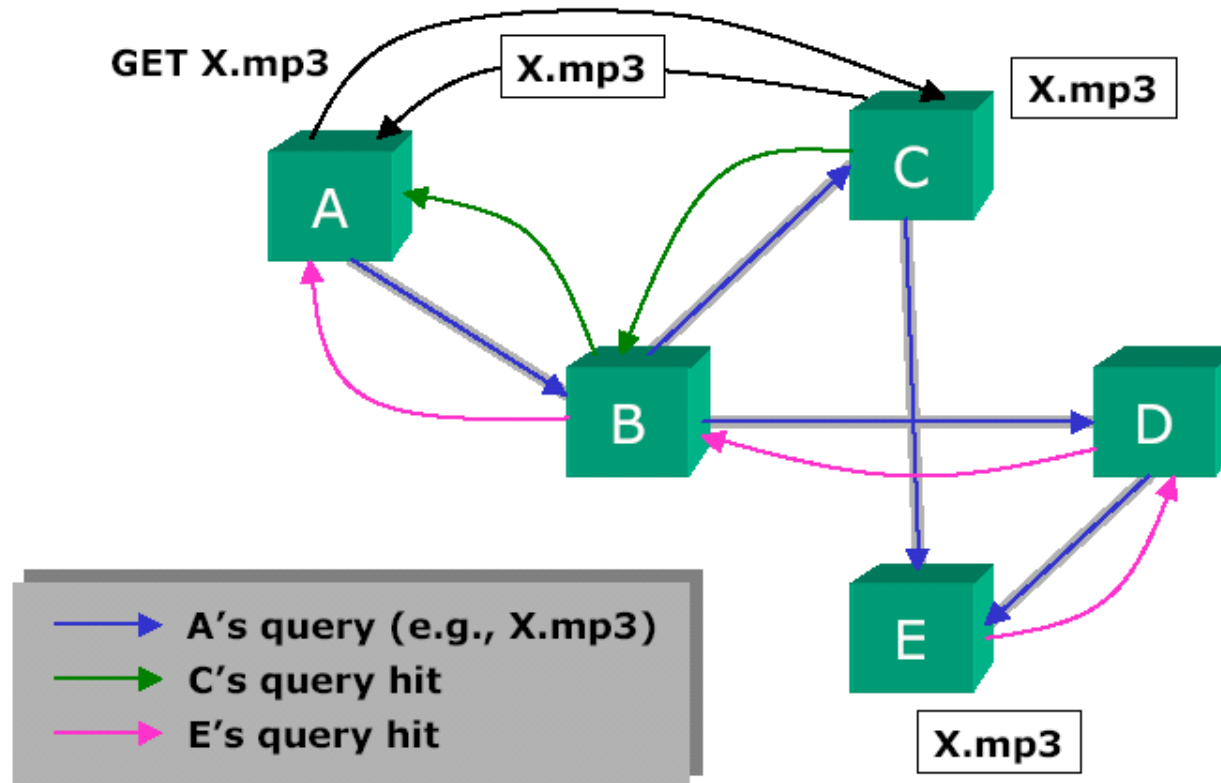 GET X.mp3
X.mp3
X.mp3
A
C
B
D
E
A’s query (e.g., X.mp3)
C’s query hit
E’s query hit
X.mp3